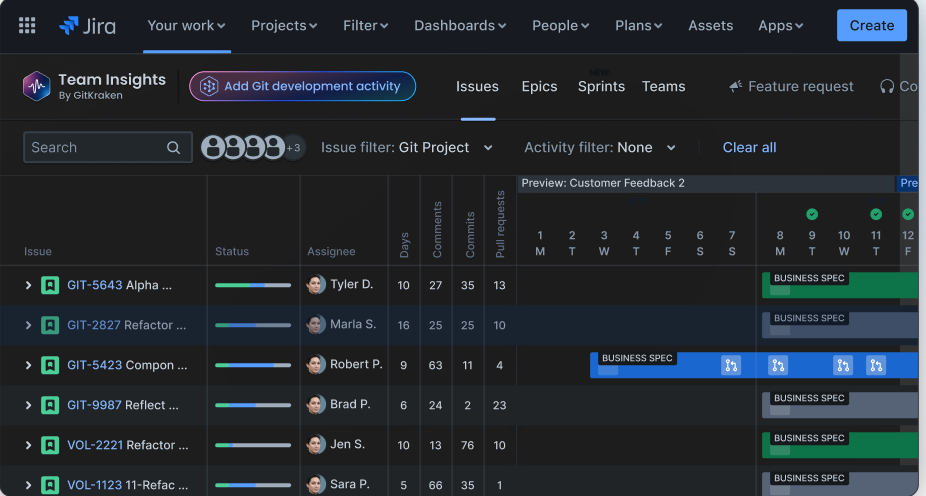 Jira Your work Projects Filter Dashboards People Plans Assets Apps Create
Team Insights
By GitKraken
Add Git development activity
NEW
Issues Epics Sprints Teams Feature request Co
Search +3 Issue filter: Git Project Activity filter: None Clear all
Preview: Customer Feedback 2 Pre
Issue Status Assignee Days Comments Commits Pull requests
1 2 3 4 5 6 7 8 9 10 11 12
M T W T F S S M T W T F
GIT-5643 Alpha ... Tyler D. 10 27 35 13 BUSINESS SPEC
GIT-2827 Refactor ... Marla S. 16 25 25 10 BUSINESS SPEC
GIT-5423 Compon ... Robert P. 9 63 11 4 BUSINESS SPEC
GIT-9987 Reflect ... Brad P. 6 24 2 23 BUSINESS SPEC
VOL-2221 Refactor ... Jen S. 10 13 76 10 BUSINESS SPEC
VOL-1123 11-Refac ... Sara P. 5 66 35 1 BUSINESS SPEC